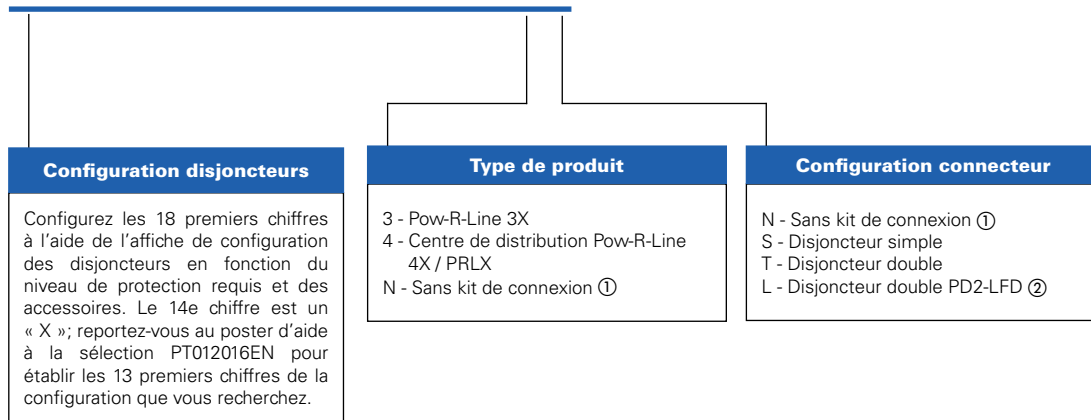 Configuration disjoncteurs
Configurez les 18 premiers chiffres
à l'aide de l'affiche de configuration
des disjoncteurs en fonction du
niveau de protection requis et des
accessoires. Le 14e chiffre est un
« X »; reportez-vous au poster d'aide
à la sélection PT012016EN pour
établir les 13 premiers chiffres de la
configuration que vous recherchez.
Type de produit
3 - Pow-R-Line 3X
4 - Centre de distribution Pow-R-Line
4X / PRLX
N - Sans kit de connexion ①
Configuration connecteur
N - Sans kit de connexion ①
S - Disjoncteur simple
T - Disjoncteur double
L - Disjoncteur double PD2-LFD ②